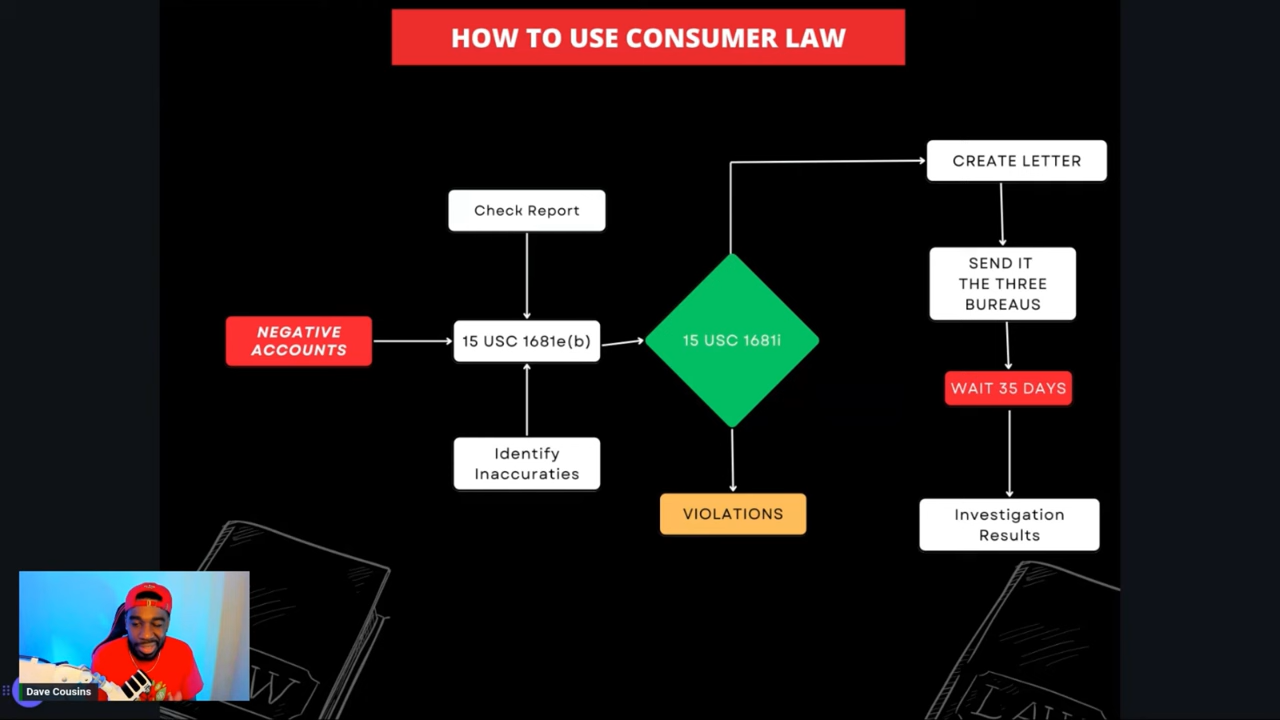 HOW TO USE CONSUMER LAW
CREATE LETTER
Check Report
SEND IT
THE THREE
BUREAUS
NEGATIVE
ACCOUNTS
15 USC 1681e(b)
15 USC 1681i
WAIT 35 DAYS
Identify
Inaccuraties
VIOLATIONS
Investigation
Results
Dave Cousins
LAW